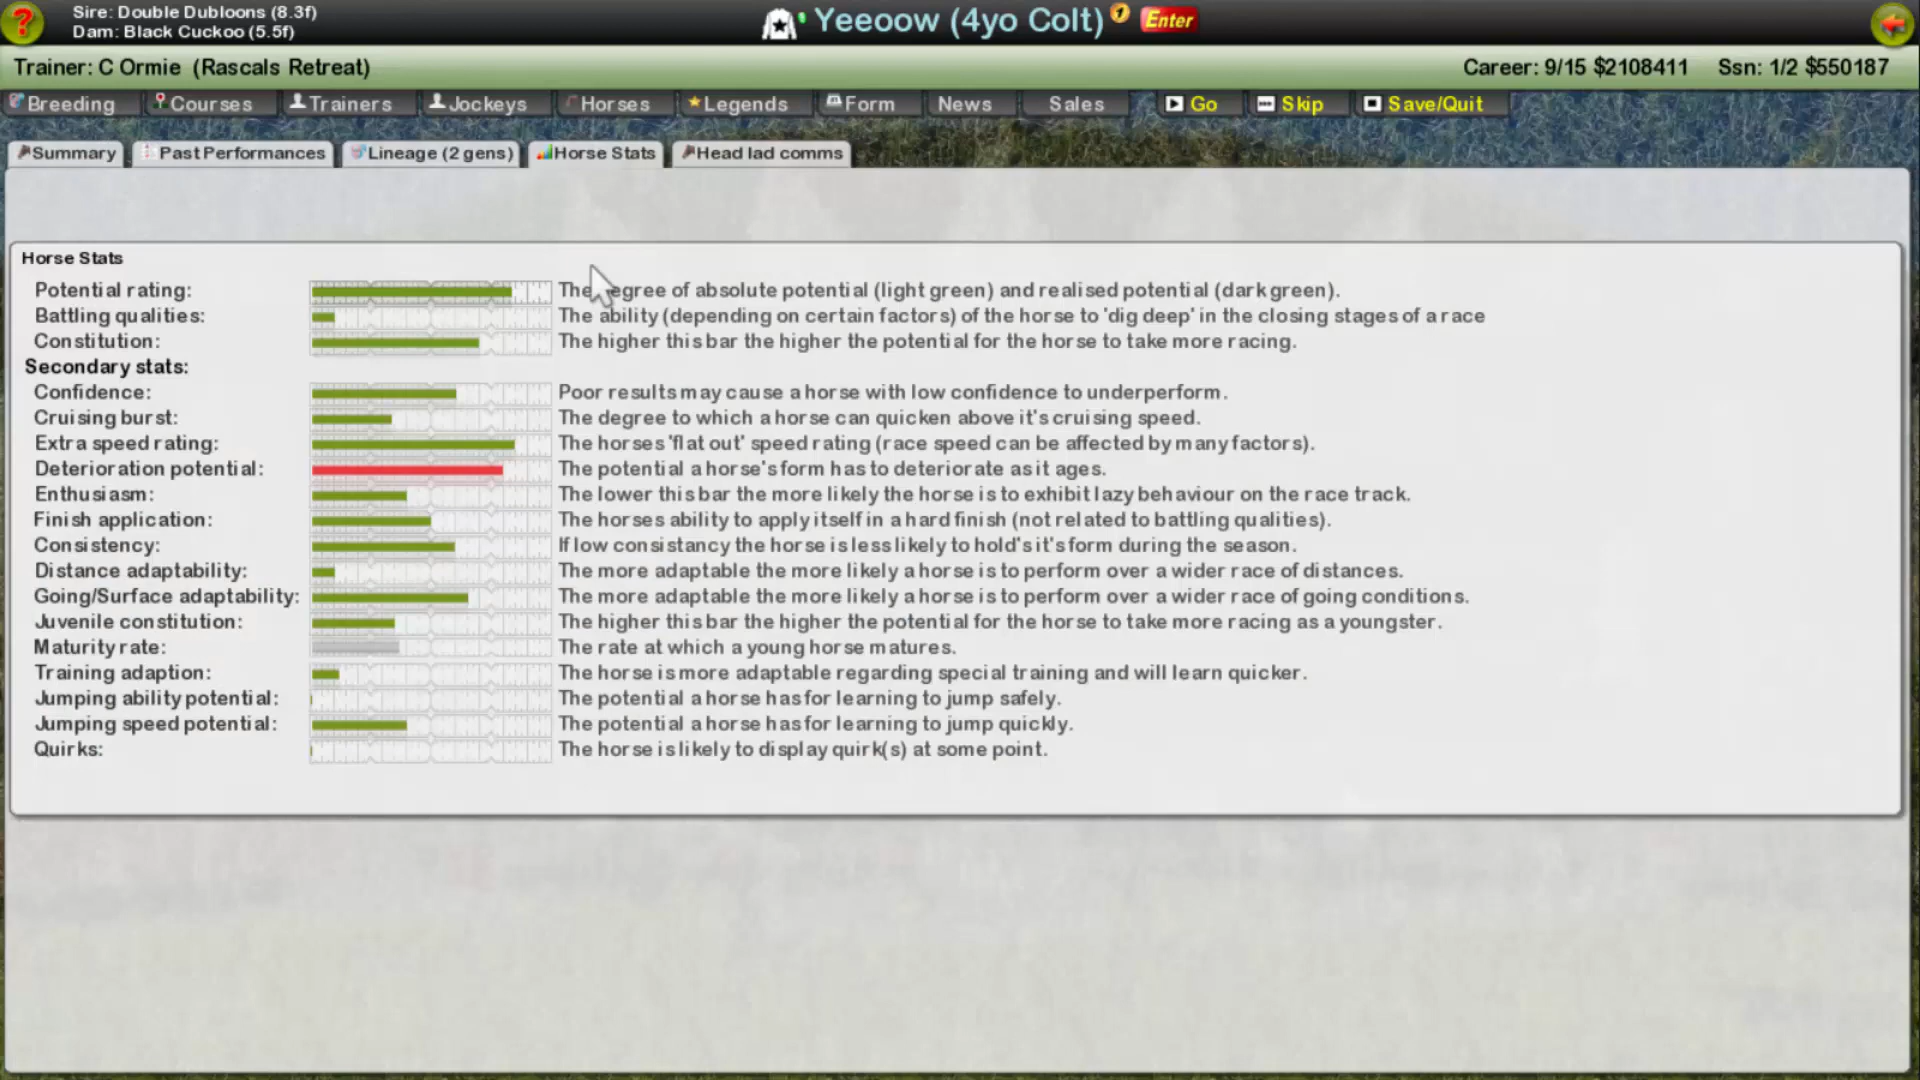 Sire: Double Dubloons (8.3f)
Dam: Black Cuckoo (5.5f)
Yeeoow (4yo Colt) 1 Enter
Trainer: C Ormie (Rascals Retreat) Career: 9/15 $2108411 Ssn: 1/2 $550187
Breeding Courses Trainers Jockeys Horses Legends Form News Sales Go Skip Save/Quit
Summary Past Performances Lineage (2 gens) Horse Stats Head lad comms
Horse Stats
Potential rating: The degree of absolute potential (light green) and realised potential (dark green).
Battling qualities: The ability (depending on certain factors) of the horse to 'dig deep' in the closing stages of a race
Constitution: The higher this bar the higher the potential for the horse to take more racing.
Secondary stats:
Confidence: Poor results may cause a horse with low confidence to underperform.
Cruising burst: The degree to which a horse can quicken above it's cruising speed.
Extra speed rating: The horses 'flat out' speed rating (race speed can be affected by many factors).
Deterioration potential: The potential a horse's form has to deteriorate as it ages.
Enthusiasm: The lower this bar the more likely the horse is to exhibit lazy behaviour on the race track.
Finish application: The horses ability to apply itself in a hard finish (not related to battling qualities).
Consistency: If low consistancy the horse is less likely to hold's it's form during the season.
Distance adaptability: The more adaptable the more likely a horse is to perform over a wider race of distances.
Going/Surface adaptability: The more adaptable the more likely a horse is to perform over a wider race of going conditions.
Juvenile constitution: The higher this bar the higher the potential for the horse to take more racing as a youngster.
Maturity rate: The rate at which a young horse matures.
Training adaption: The horse is more adaptable regarding special training and will learn quicker.
Jumping ability potential: The potential a horse has for learning to jump safely.
Jumping speed potential: The potential a horse has for learning to jump quickly.
Quirks: The horse is likely to display quirk(s) at some point.